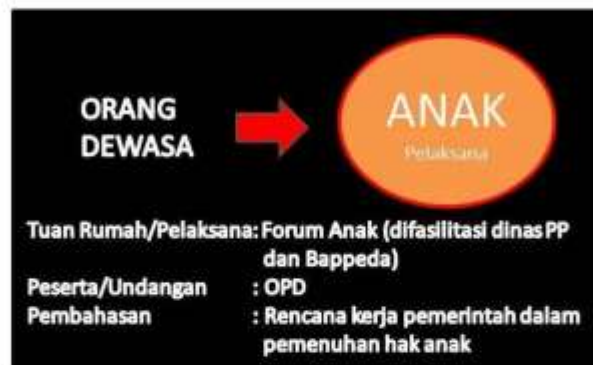 ORANG
DEWASA
ANAK
Pelaksana
Tuan Rumah/Pelaksana: Forum Anak (difasilitasi dinas PP
dan Bappeda)
Peserta/Undangan : OPD
Pembahasan : Rencana kerja pemerintah dalam
pemenuhan hak anak